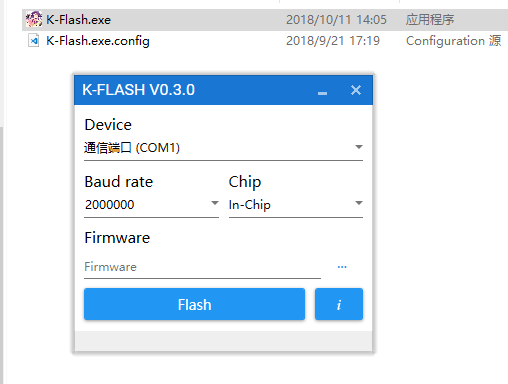 K-Flash.exe 2018/10/11 14:05 应用程序
K-Flash.exe.config 2018/9/21 17:19 Configuration 源
K-FLASH V0.3.0
Device
通信端口 (COM1)
Baud rate Chip
2000000 In-Chip
Firmware
Firmware ...
Flash i